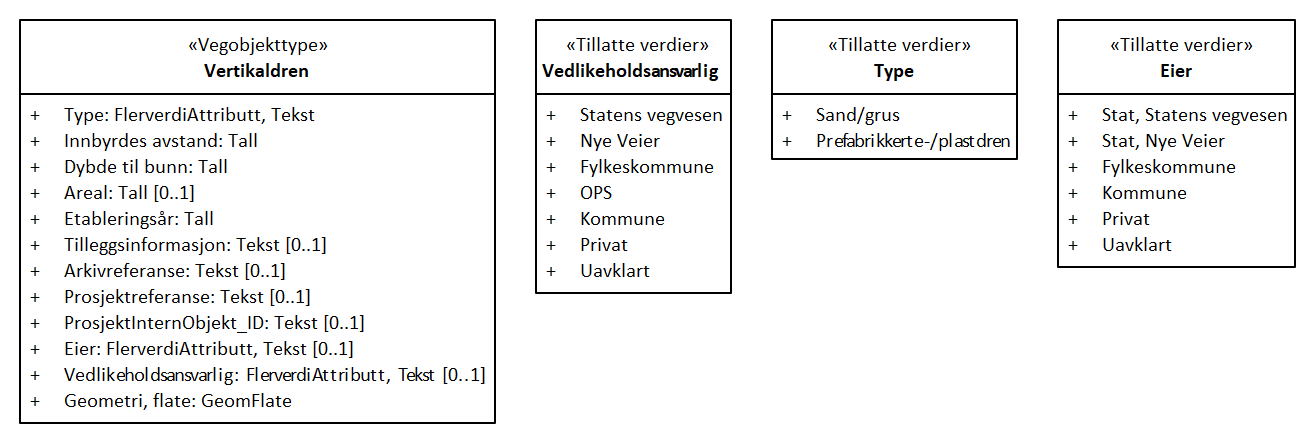 «Vegobjekttype»
Vertikaldren
+ Type: FlerverdiAttributt, Tekst
+ Innbyrdes avstand: Tall
+ Dybde til bunn: Tall
+ Areal: Tall [0..1]
+ Etableringsår: Tall
+ Tilleggsinformasjon: Tekst [0..1]
+ Arkivreferanse: Tekst [0..1]
+ Prosjektreferanse: Tekst [0..1]
+ ProsjektInternObjekt_ID: Tekst [0..1]
+ Eier: FlerverdiAttributt, Tekst [0..1]
+ Vedlikeholdsansvarlig: FlerverdiAttributt, Tekst [0..1]
+ Geometri, flate: GeomFlate
«Tillatte verdier»
Vedlikeholdsansvarlig
+ Statens vegvesen
+ Nye Veier
+ Fylkeskommune
+ OPS
+ Kommune
+ Privat
+ Uavklart
«Tillatte verdier»
Type
+ Sand/grus
+ Prefabrikkerte-/plastdren
«Tillatte verdier»
Eier
+ Stat, Statens vegvesen
+ Stat, Nye Veier
+ Fylkeskommune
+ Kommune
+ Privat
+ Uavklart